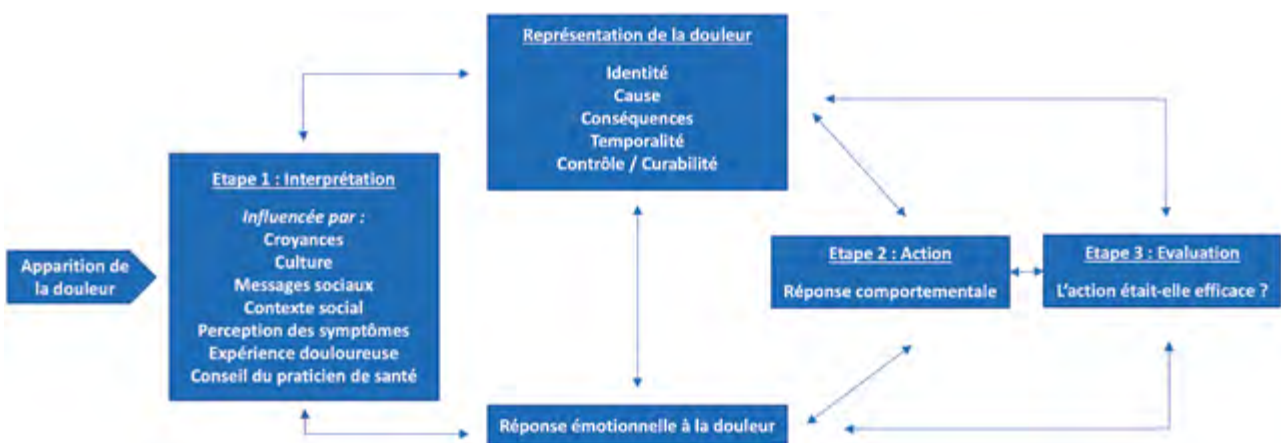 Représentation de la douleur
Identité
Cause
Conséquences
Temporalité
Contrôle / Curabilité
Etape 1 : Interprétation
Influencée par :
Croyances
Culture
Messages sociaux
Contexte social
Perception des symptômes
Expérience douloureuse
Conseil du praticien de santé
Apparition de
la douleur
Etape 2 : Action
Réponse comportementale
Etape 3 : Evaluation
L'action était-elle efficace ?
Réponse émotionnelle à la douleur